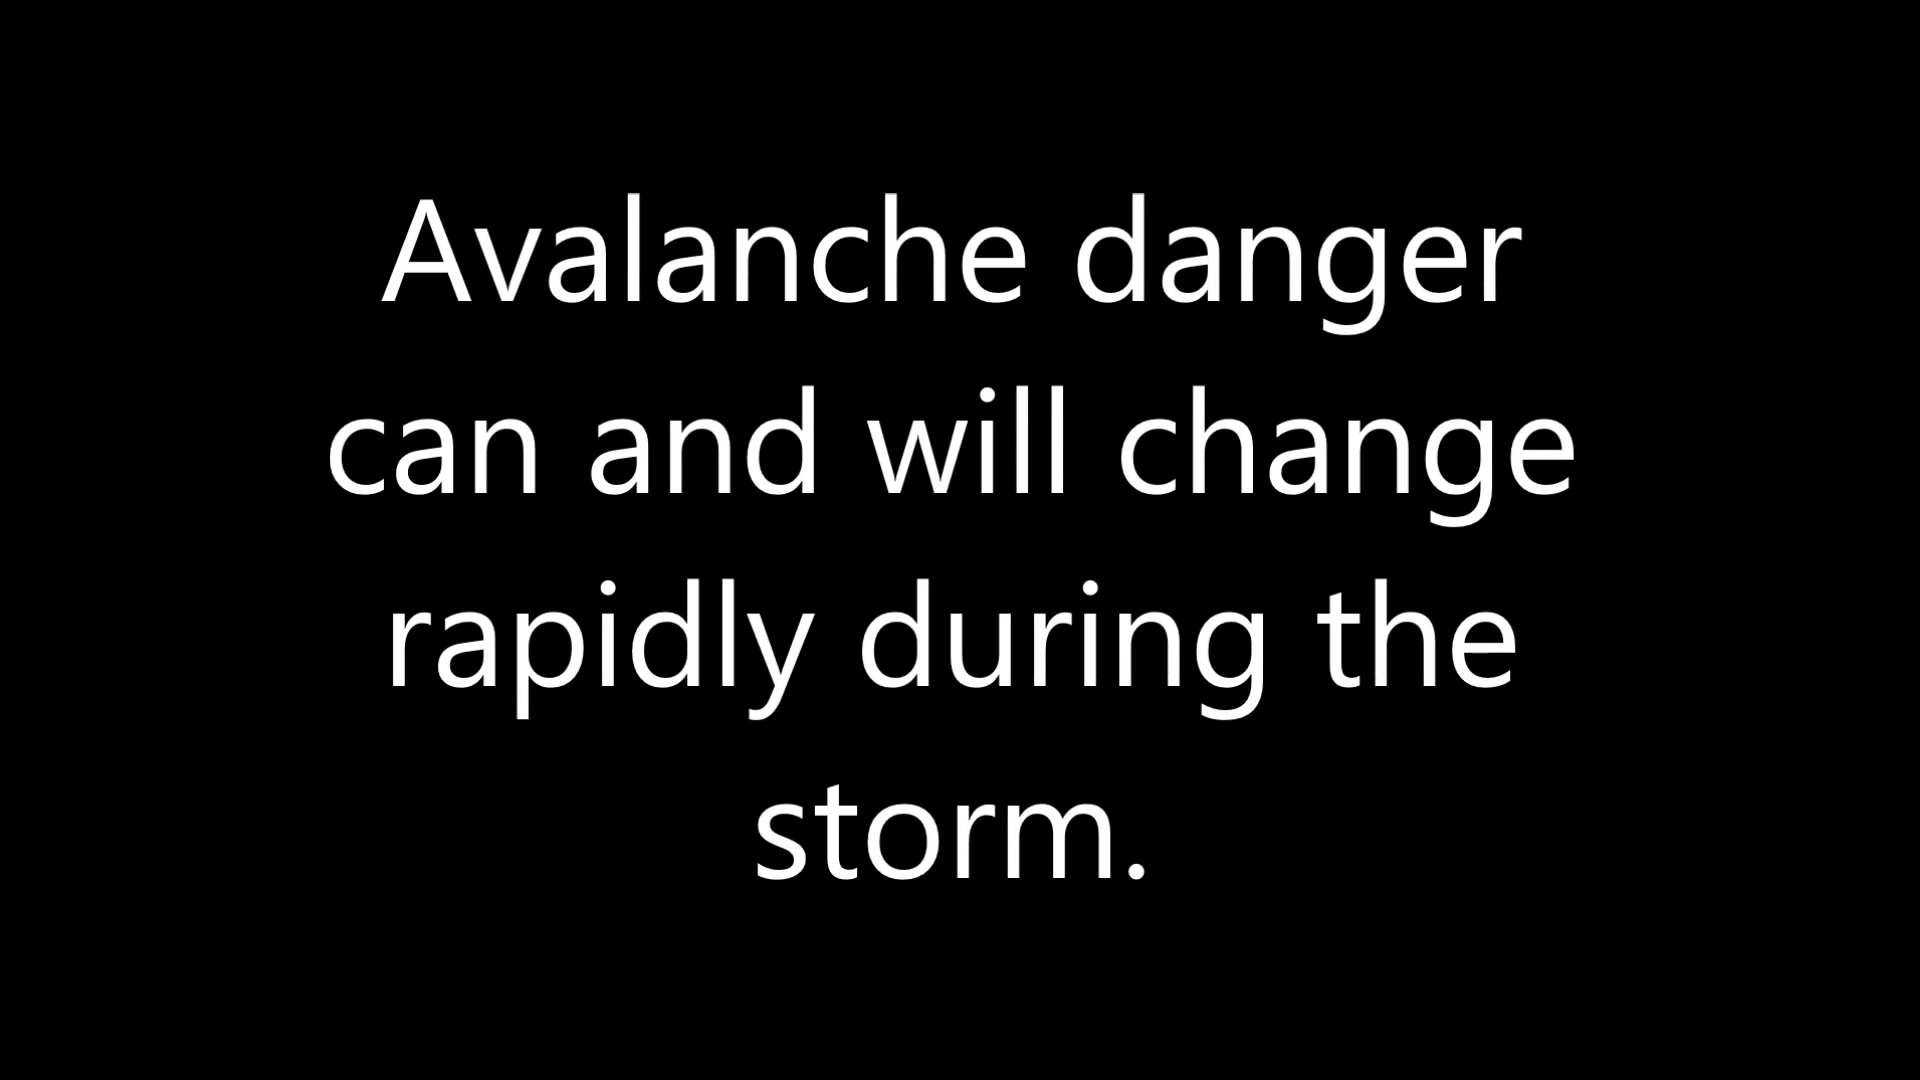 Avalanche danger
can and will change
rapidly during the
storm.